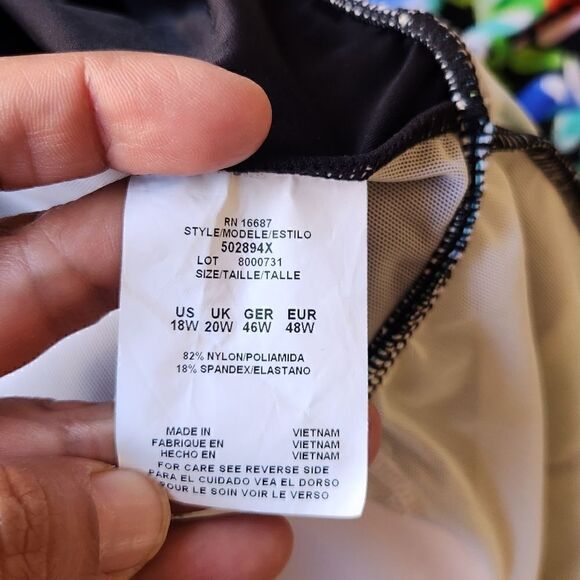 RN 16687
STYLE/MODELE/ESTILO
502894X
LOT 8000731
SIZE/TAILLE/TALLE
US UK GER EUR
18W 20W 46W 48W
82% NYLON/POLIAMIDA
18% SPANDEX/ELASTANO
MADE IN VIETNAM
FABRIQUE EN VIETNAM
HECHO EN VIETNAM
FOR CARE SEE REVERSE SIDE
PARA EL CUIDADO VEA EL DORSO
POUR LE SOIN VOIR LE VERSO